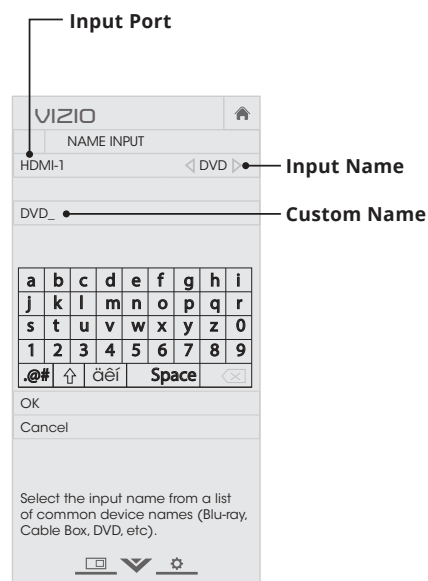 Input Port
VIZIO
NAME INPUT
HDMI-1 DVD Input Name
DVD_ Custom Name
a b c d e f g h i
j k l m n o p q r
s t u v w x y z 0
1 2 3 4 5 6 7 8 9
.@# äêí Space
OK
Cancel
Select the input name from a list
of common device names (Blu-ray,
Cable Box, DVD, etc).